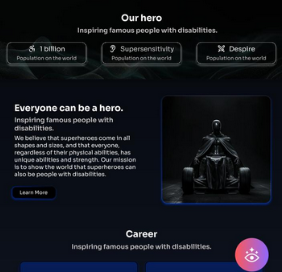 Our hero
Inspiring famous people with disabilities.
1 billion
Population on the world
Supersensitivity
Population on the world
Despire
Population on the world
Everyone can be a hero.
Inspiring famous people with
disabilities.
We believe that superheroes come in all
shapes and sizes, and that everyone,
regardless of their physical abilities, has
unique abilities and strength. Our mission
is to show the world that superheroes can
also be people with disabilities.
Learn More
Career
Inspiring famous people with disabilities.